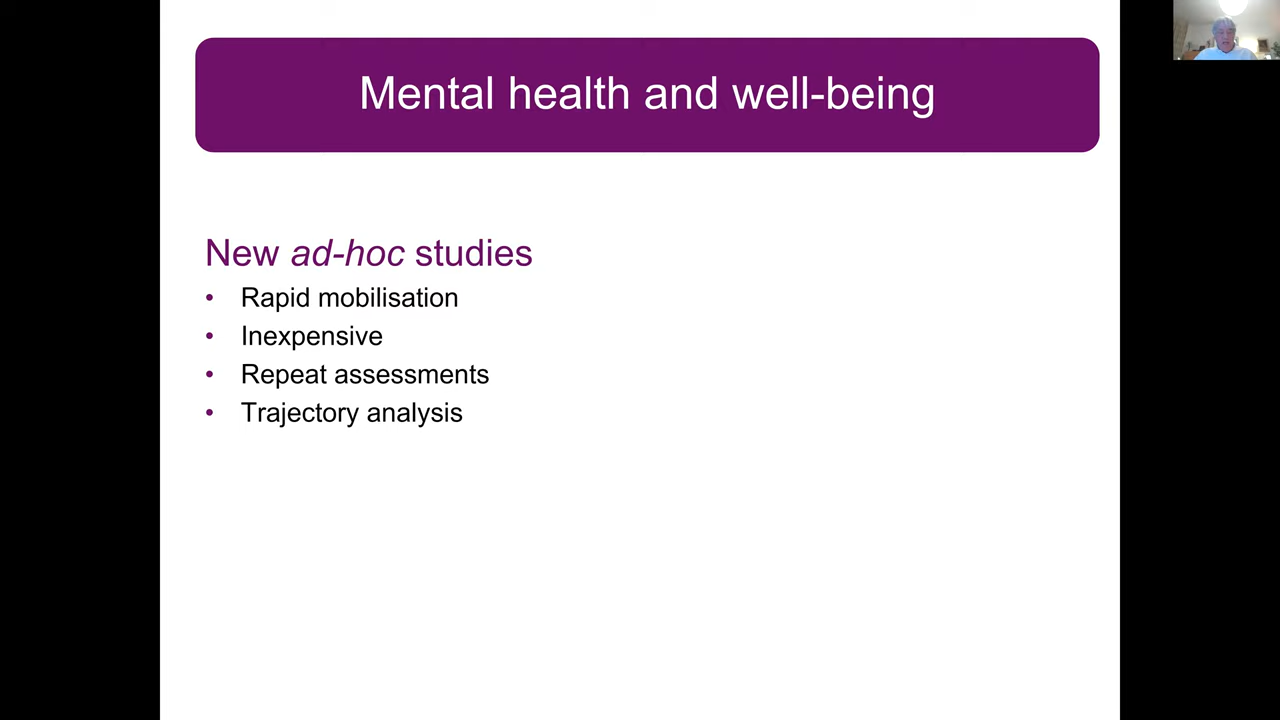 Mental health and well-being
New ad-hoc studies
• Rapid mobilisation
• Inexpensive
• Repeat assessments
• Trajectory analysis